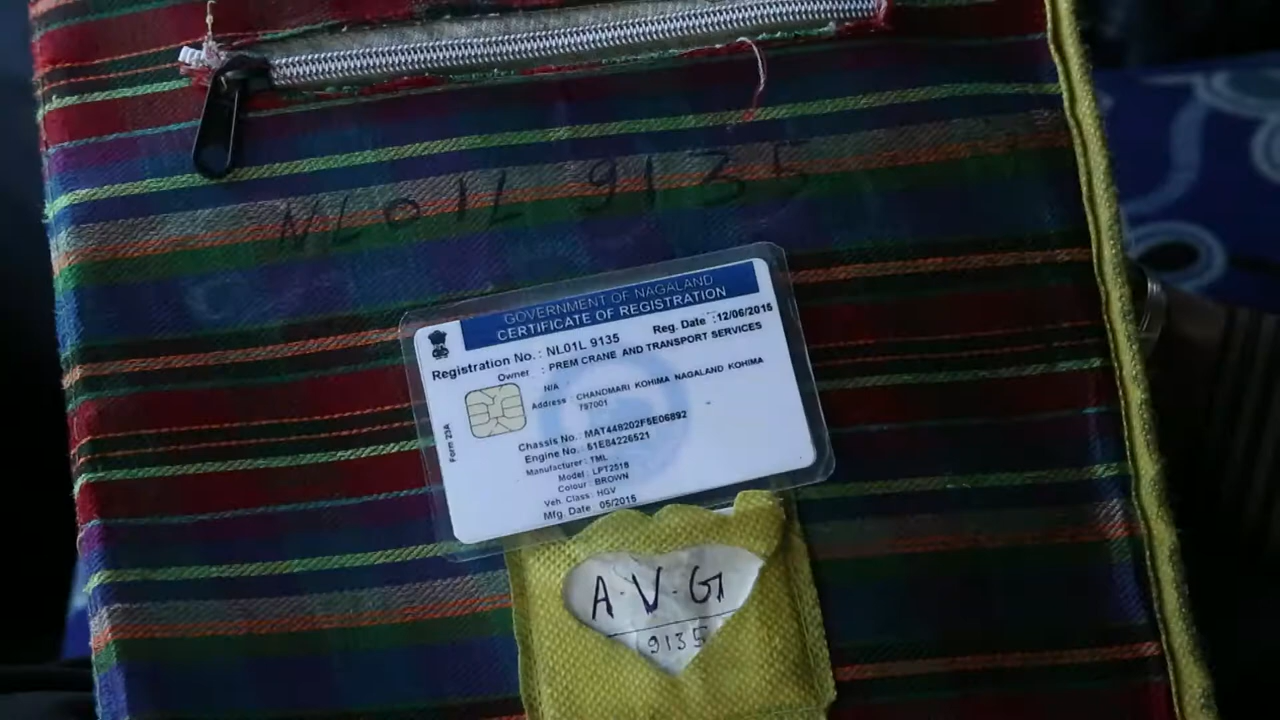 NL01L 9135
GOVERNMENT OF NAGALAND
CERTIFICATE OF REGISTRATION
Registration No. : NL01L 9135 Reg. Date :12/06/2015
Owner : PREM CRANE AND TRANSPORT SERVICES
N/A
Address : CHANDMARI KOHIMA NAGALAND KOHIMA
797001
Form 23A
Chassis No. : MAT448202F5E06892
Engine No. : 51E84226521
Manufacturer : TML
Model : LPT2518
Colour : BROWN
Veh. Class : HGV
Mfg. Date : 05/2015
A.V.G
9135